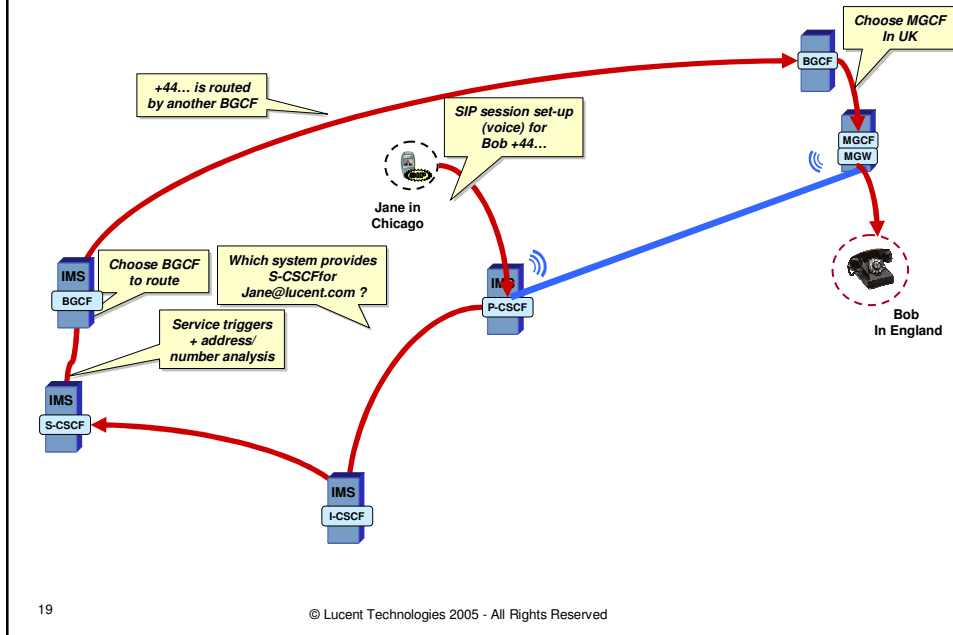 Choose MGCF
In UK
BGCF
+44… is routed
by another BGCF
SIP session set-up
(voice) for
Bob +44…
MGCF
MGW
SIP
Jane in
Chicago
Choose BGCF
to route
Which system provides
S-CSCFfor
Jane@lucent.com ?
IMS
BGCF
IMS
P-CSCF
Bob
In England
Service triggers
+ address/
number analysis
IMS
S-CSCF
IMS
I-CSCF
19
© Lucent Technologies 2005 - All Rights Reserved